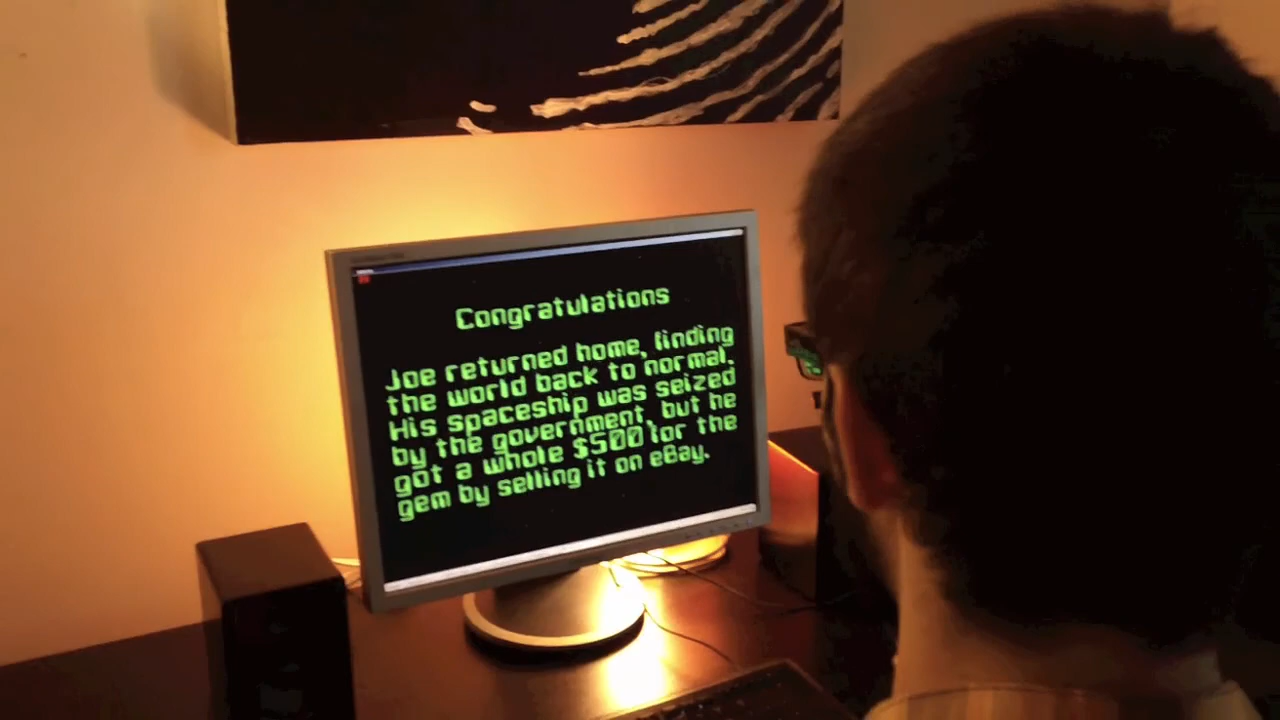 Congratulations
Joe returned home, finding
the world back to normal.
His spaceship was seized
by the government, but he
got a whole $500 for the
gem by selling it on eBay.